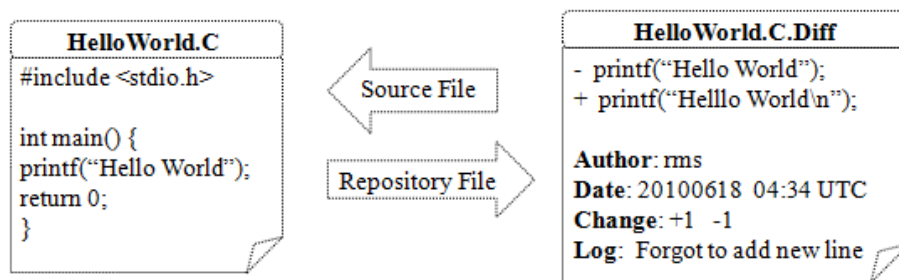 HelloWorld.C
#include <stdio.h>
int main() {
printf(“Hello World”);
return 0;
}
Source File
Repository File
HelloWorld.C.Diff
- printf(“Hello World”);
+ printf(“Helllo World\n”);
Author: rms
Date: 20100618 04:34 UTC
Change: +1 -1
Log: Forgot to add new line